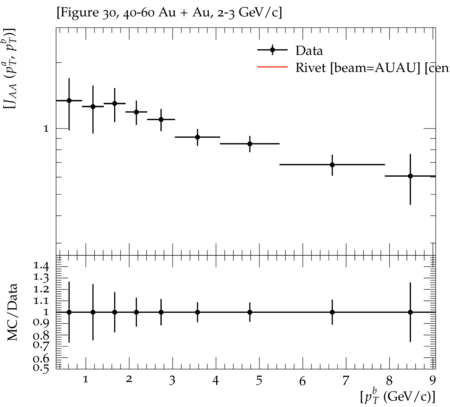 [Figure 30, 40-60 Au + Au, 2-3 GeV/c]
[J_AA (p_T^a, p_T^b)]
Data
Rivet [beam=AUAU] [cen
1
MC/Data
1.4
1.3
1.2
1.1
1
0.9
0.8
0.7
0.6
0.5
1 2 3 4 5 6 7 8 9
[p_T^b (GeV/c)]